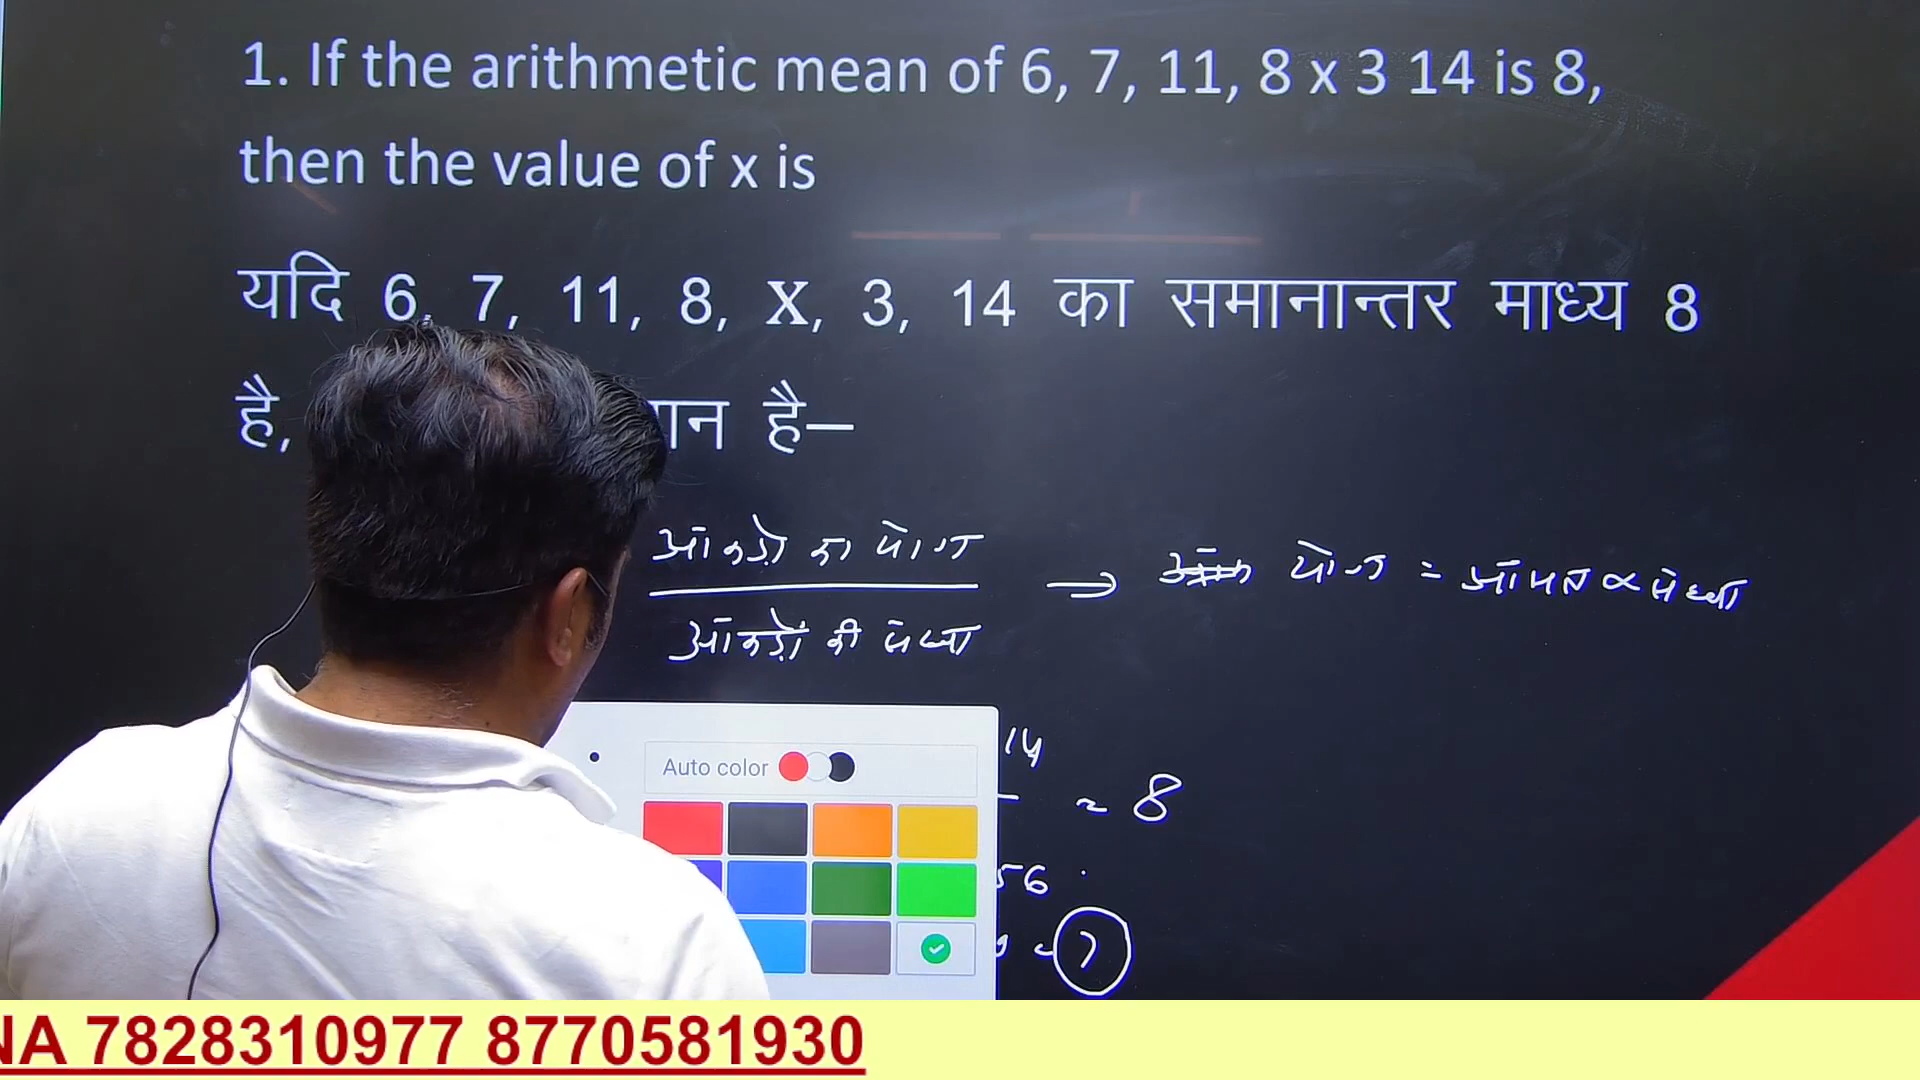 1. If the arithmetic mean of 6, 7, 11, 8 x 3 14 is 8,
then the value of x is
यदि 6, 7, 11, 8, x, 3, 14 का समानान्तर माध्य 8
है, मान है–
आंकड़ो का योग → योग = औसत × संख्या
आंकड़ों की संख्या
14
= 8
Auto color
56
7
NA 7828310977 8770581930